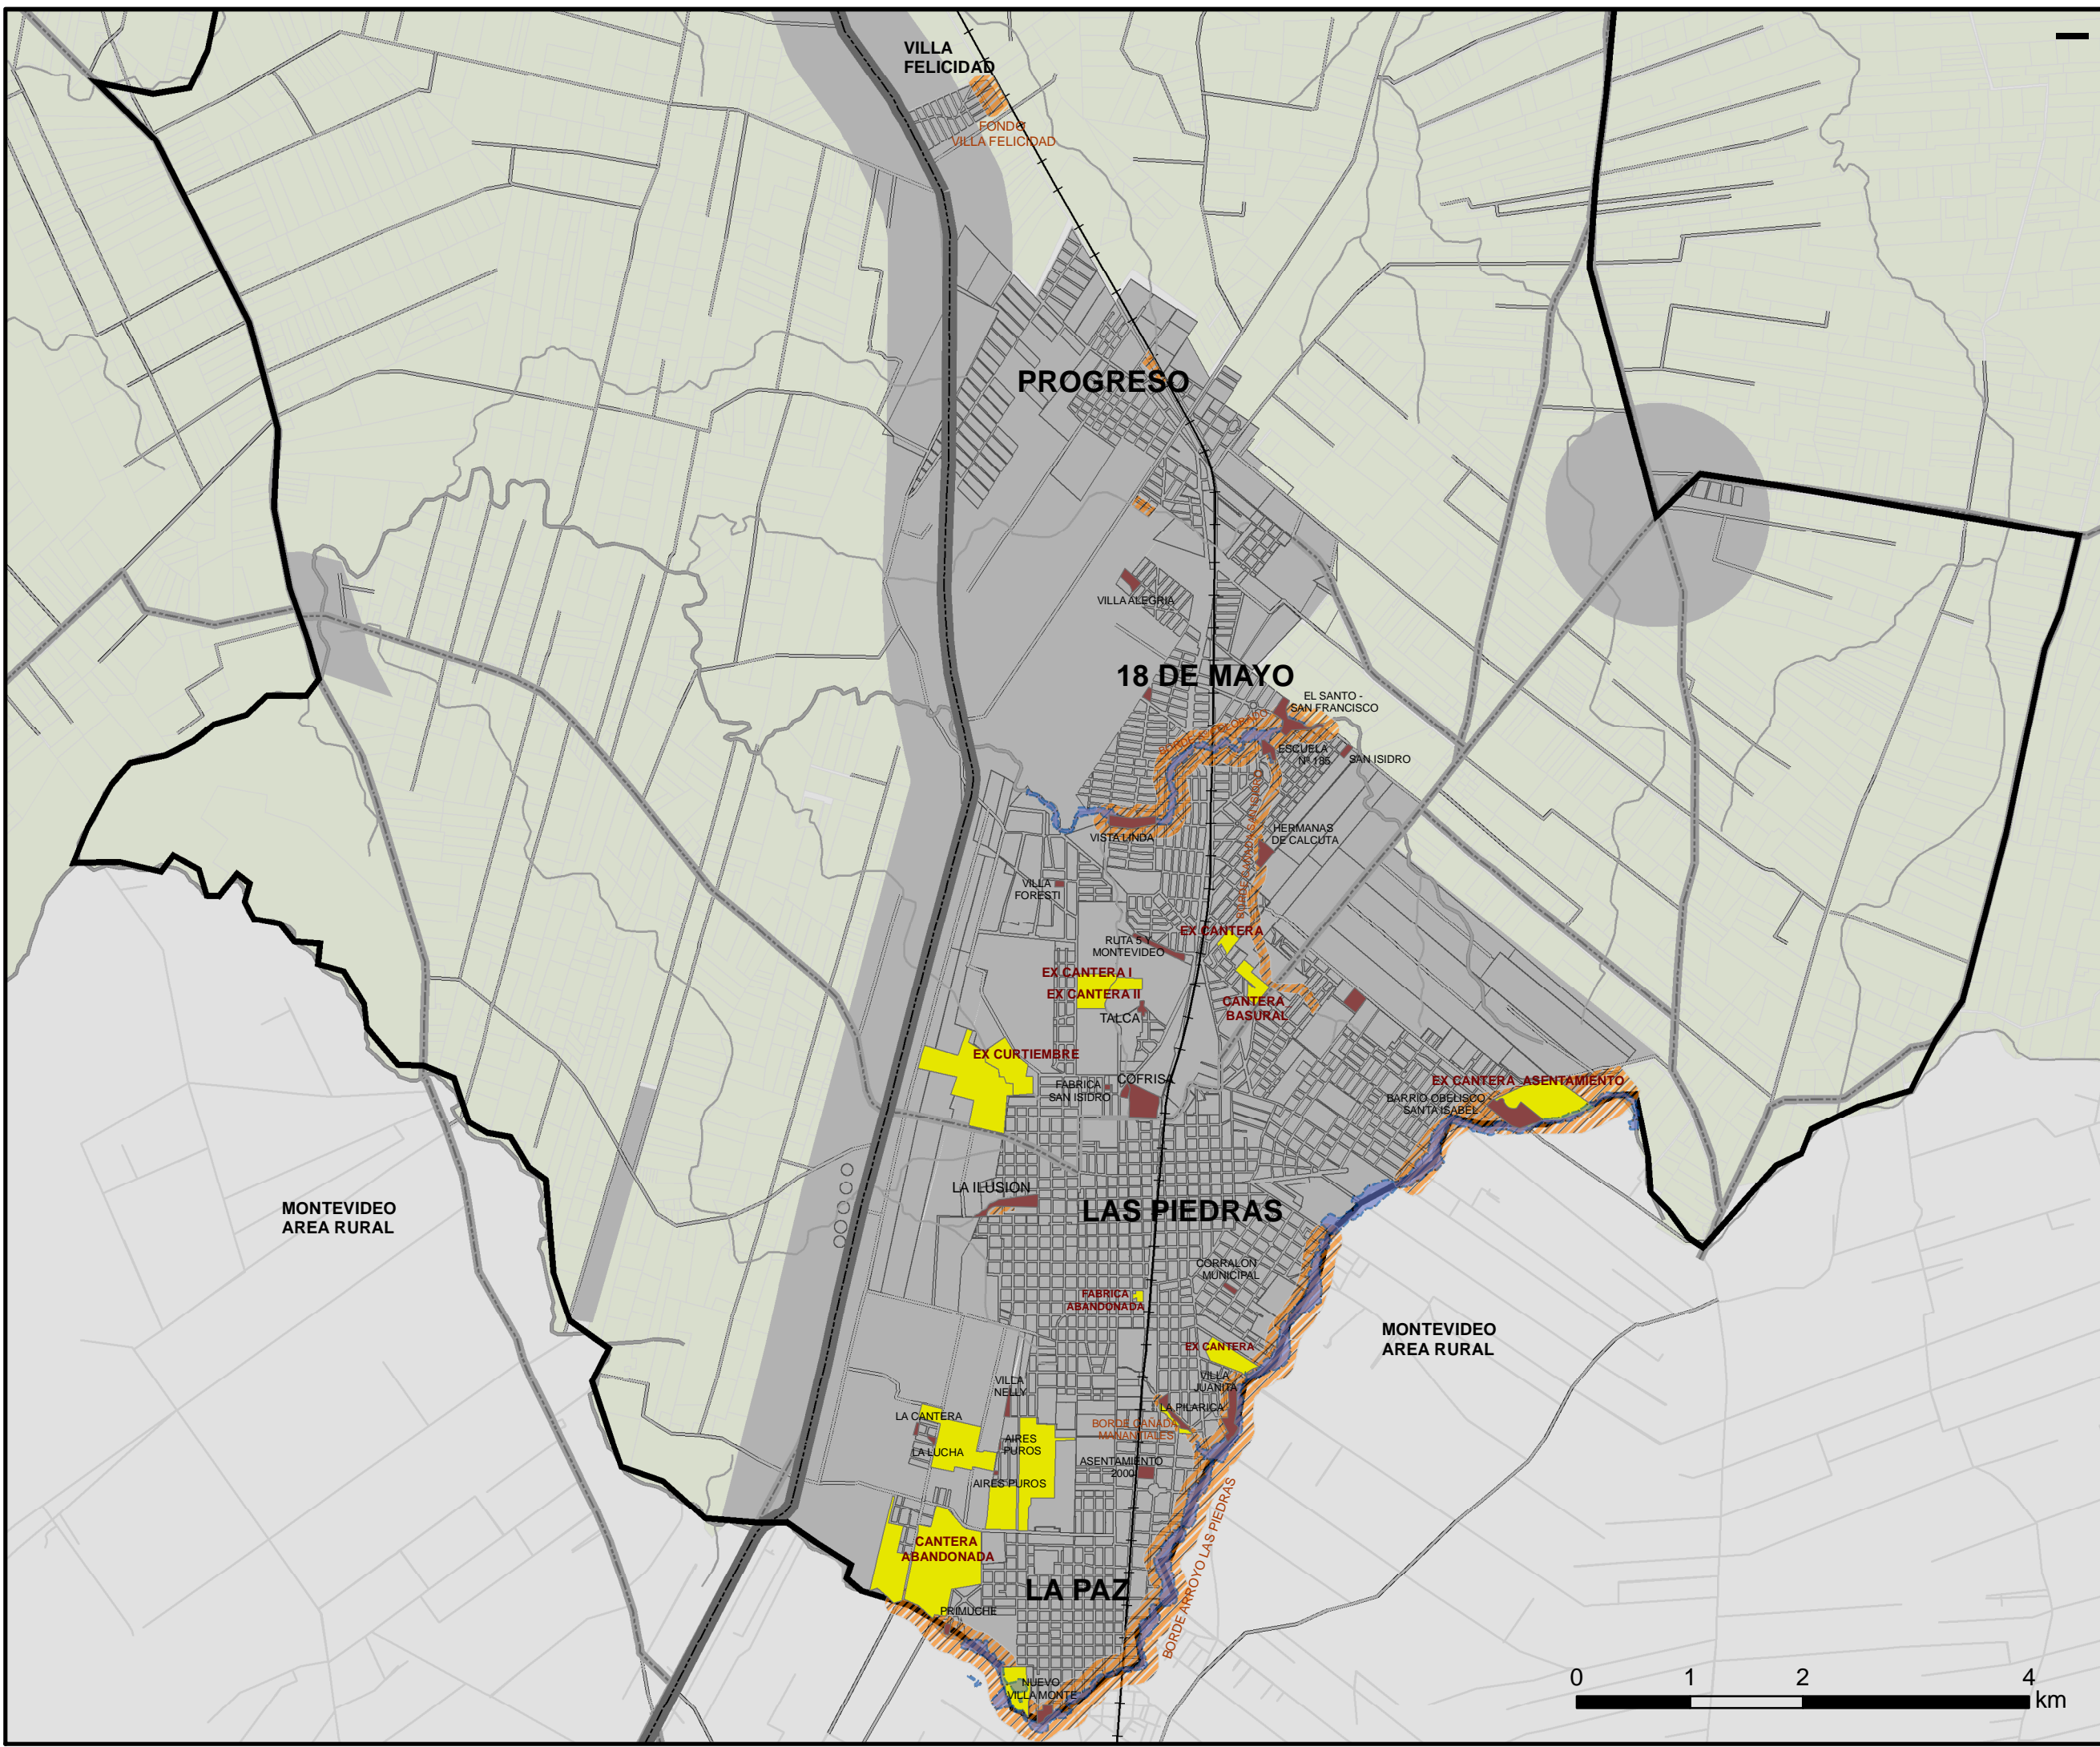 VILLA
FELICIDAD
FONDO
VILLA FELICIDAD
PROGRESO
VILLA ALEGRIA
18 DE MAYO
EL SANTO -
SAN FRANCISCO
ESCUELA
Nº 185
SAN ISIDRO
VISTA LINDA
HERMANAS
DE CALCUTA
VILLA
FORESTI
EX CANTERA
RUTA 5 Y
MONTEVIDEO
EX CANTERA I
EX CANTERA II
CANTERA
BASURAL
TALCA
EX CURTIEMBRE
COFRISA
FABRICA
SAN ISIDRO
EX CANTERA ASENTAMIENTO
BARRIO OBELISCO
SANTA ISABEL
LA ILUSION
LAS PIEDRAS
MONTEVIDEO
AREA RURAL
CORRALON
MUNICIPAL
FABRICA
ABANDONADA
MONTEVIDEO
AREA RURAL
EX CANTERA
VILLA
JUANITA
VILLA
NELLY
LA PILARICA
LA CANTERA
BORDE CAÑADA
MANANTIALES
LA LUCHA
AIRES
PUROS
ASENTAMIENTO
2000
AIRES PUROS
BORDE ARROYO LAS PIEDRAS
CANTERA
ABANDONADA
LA PAZ
PRIMUCHE
NUEVO
VILLA MONTE
0 1 2 4
km